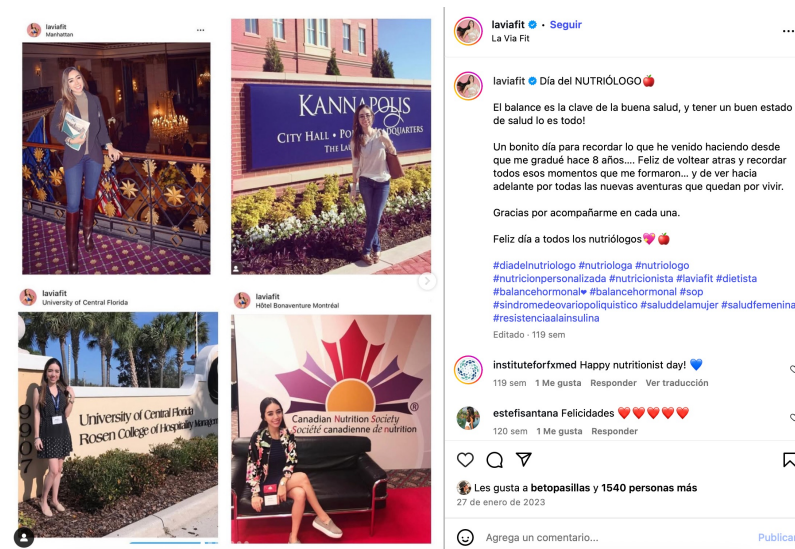 laviafit
Manhattan
KANNAPOLIS
laviafit
University of Central Florida
University of Central Florida
Rosen College of Hospitality Management
9907
laviafit
Hôtel Bonaventure Montréal
Canadian Nutrition Society
Société canadienne de nutrition
®
laviafit • Seguir
La Via Fit
laviafit Día del NUTRIÓLOGO🍎
El balance es la clave de la buena salud, y tener un buen estado
de salud lo es todo!
Un bonito día para recordar lo que he venido haciendo desde
que me gradué hace 8 años.... Feliz de voltear atras y recordar
todos esos momentos que me formaron... y de ver hacia
adelante por todas las nuevas aventuras que quedan por vivir.
Gracias por acompañarme en cada una.
Feliz día a todos los nutriólogos💖🍎
#diadelnutriologo #nutriologa #nutriologo
#nutricionpersonalizada #nutricionista #laviafit #dietista
#balancehormonal❤ #balancehormonal #sop
#sindromedeovariopoliquistico #saluddelamujer #saludfemenina
#resistenciaalainsulina
Editado · 119 sem
instituteforfxmed Happy nutritionist day! 💙
119 sem 1 Me gusta Responder Ver traducción
estefisantana Felicidades ❤️❤️❤️❤️❤️
120 sem 1 Me gusta Responder
Les gusta a betopasillas y 1540 personas más
27 de enero de 2023
Agrega un comentario...
Publicar